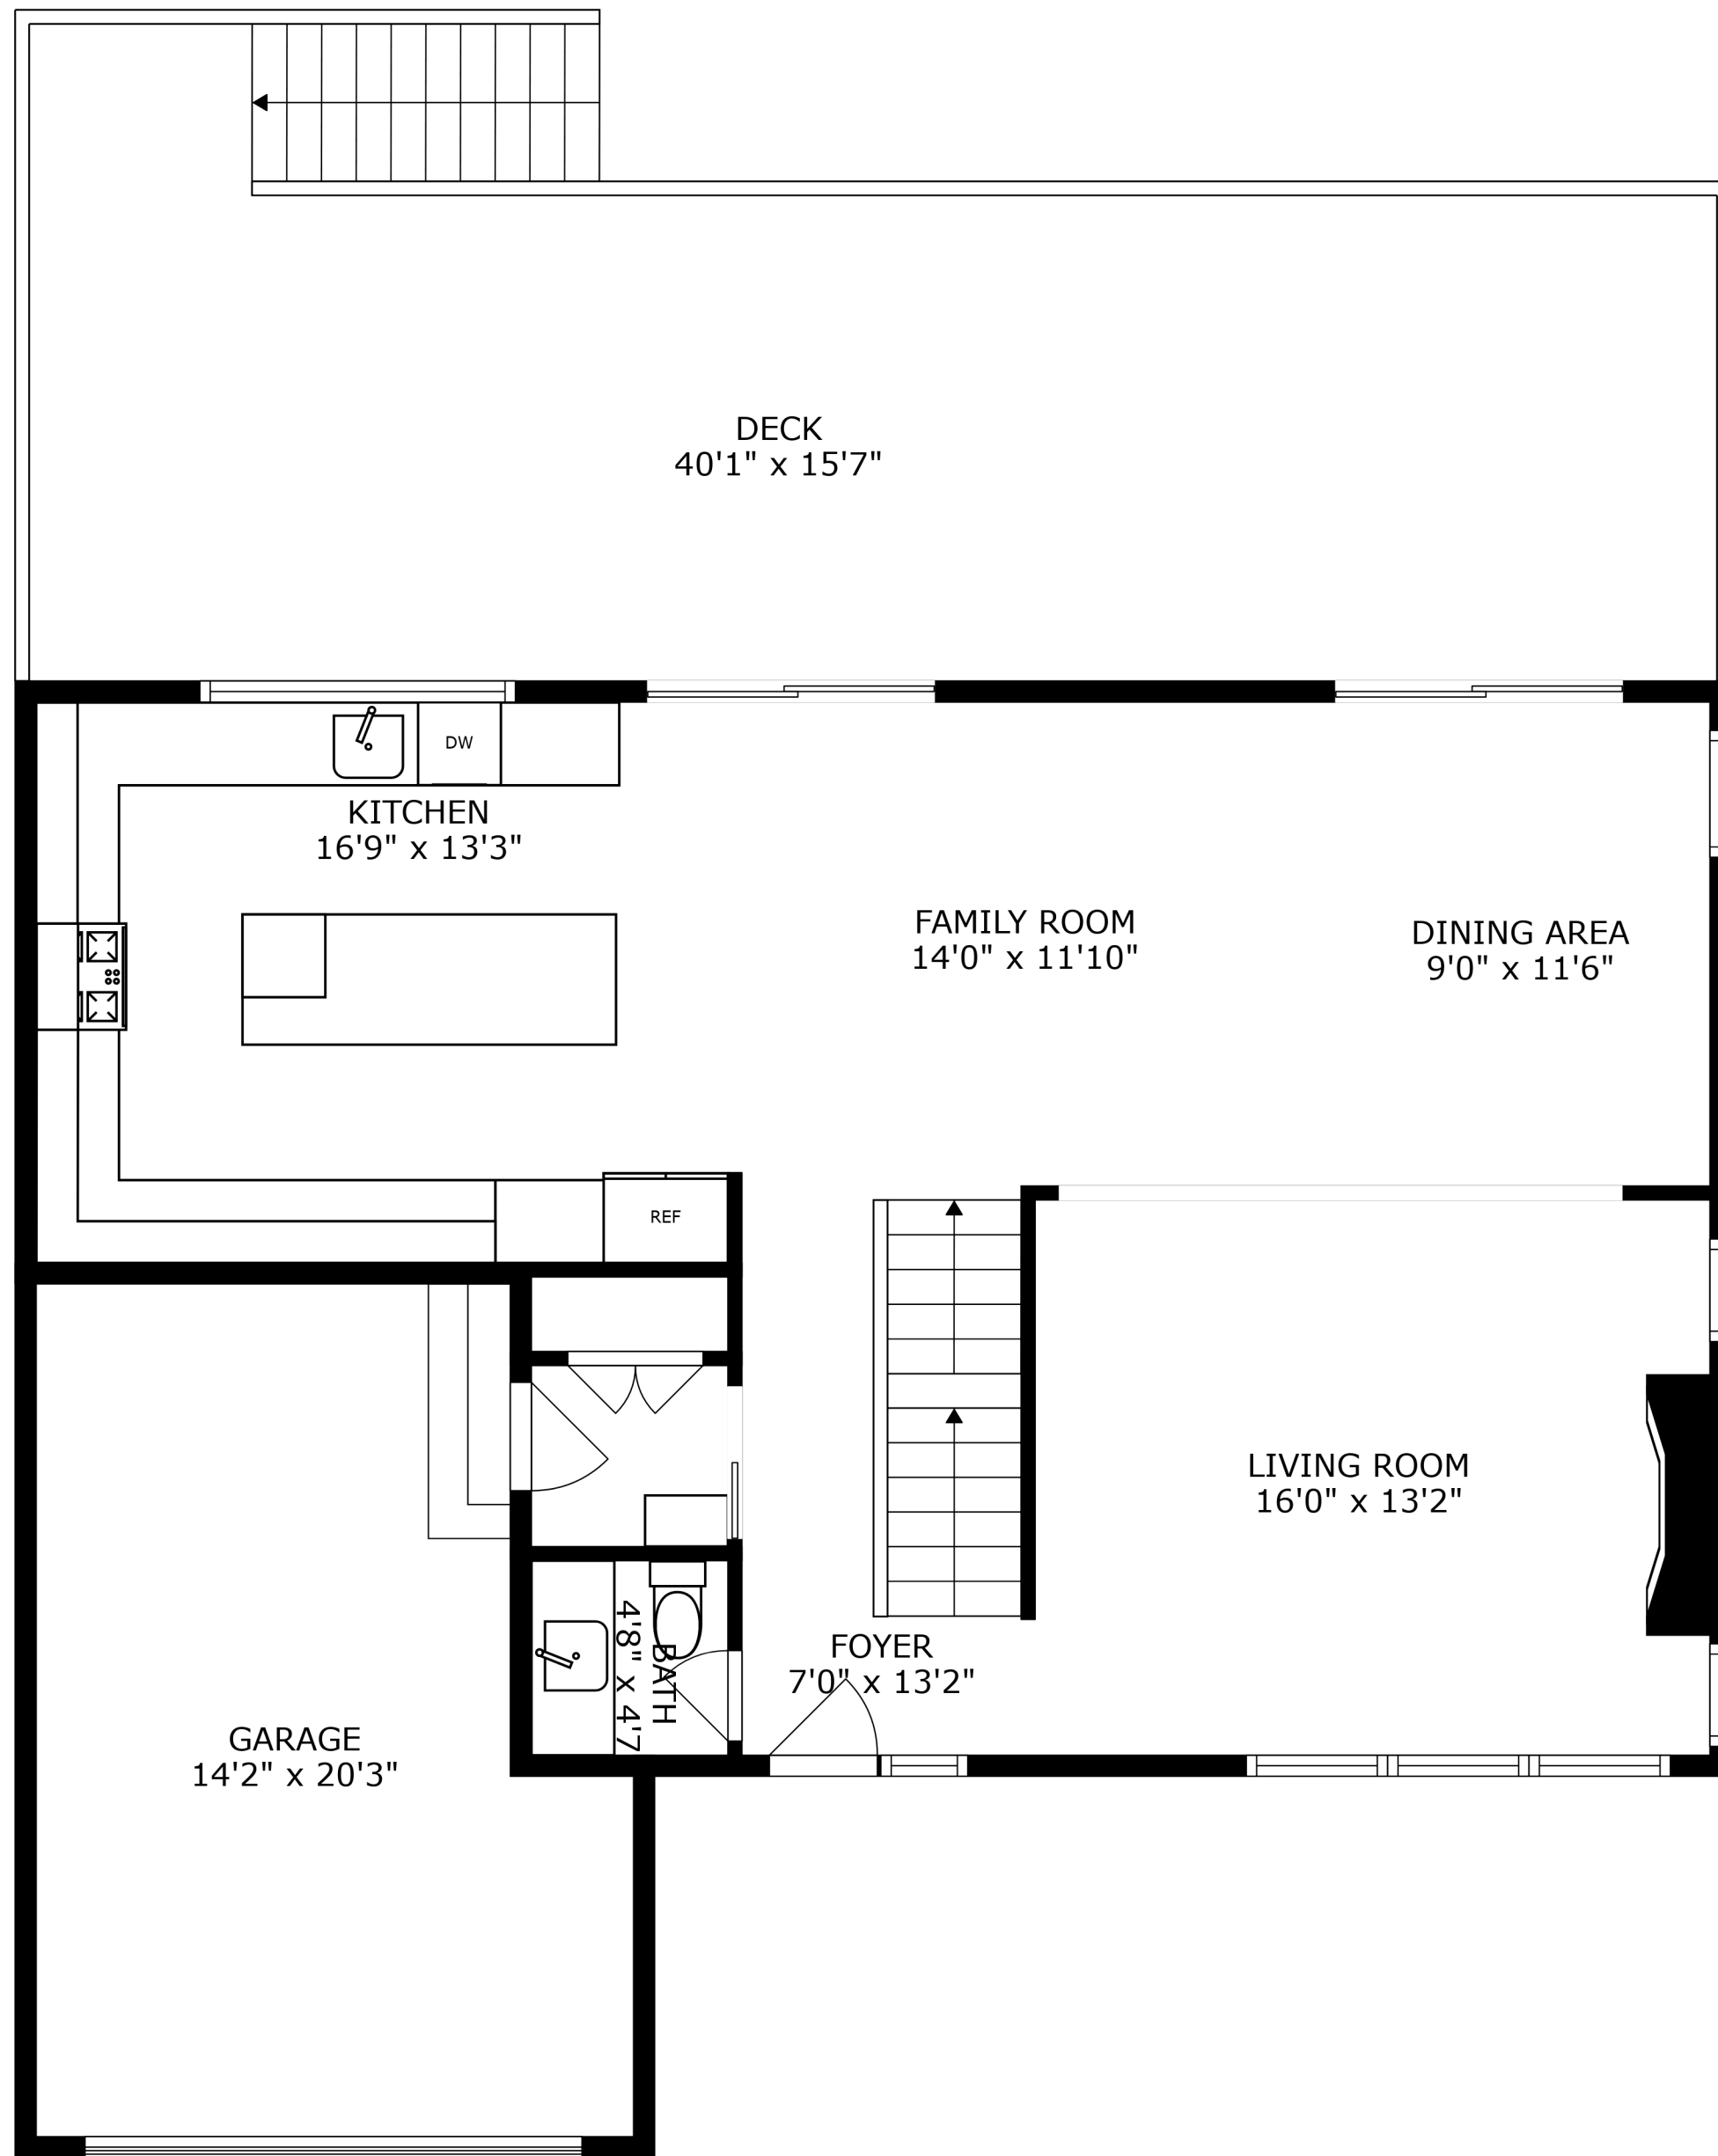 DECK
40'1" x 15'7"
DW
KITCHEN
16'9" x 13'3"
FAMILY ROOM
14'0" x 11'10"
DINING AREA
9'0" x 11'6"
REF
LIVING ROOM
16'0" x 13'2"
BATH
4'8" x 4'7
FOYER
7'0" x 13'2"
GARAGE
14'2" x 20'3"